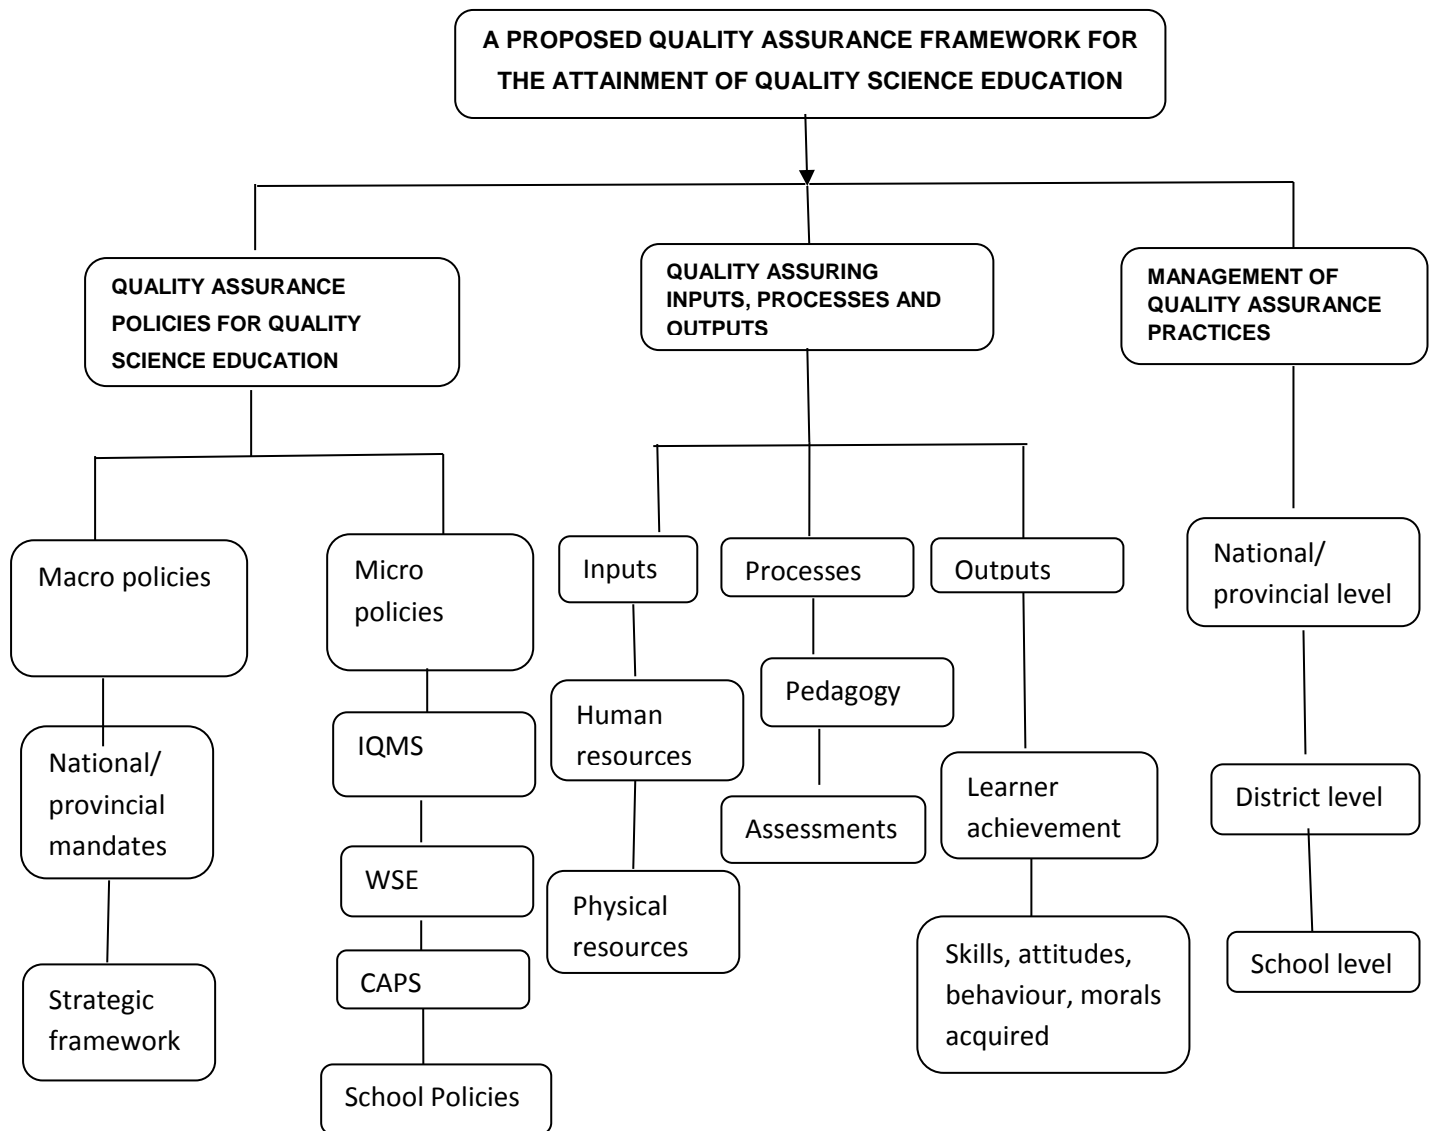 A PROPOSED QUALITY ASSURANCE FRAMEWORK FOR
THE ATTAINMENT OF QUALITY SCIENCE EDUCATION
QUALITY ASSURANCE
POLICIES FOR QUALITY
SCIENCE EDUCATION
QUALITY ASSURING
INPUTS, PROCESSES AND
OUTPUTS
MANAGEMENT OF
QUALITY ASSURANCE
PRACTICES
Macro policies
Micro
policies
Inputs
Processes
Outputs
National/
provincial level
National/
provincial
mandates
IQMS
Human
resources
Pedagogy
Learner
achievement
District level
WSE
Assessments
Physical
resources
Strategic
framework
CAPS
Skills, attitudes,
behaviour, morals
acquired
School level
School Policies